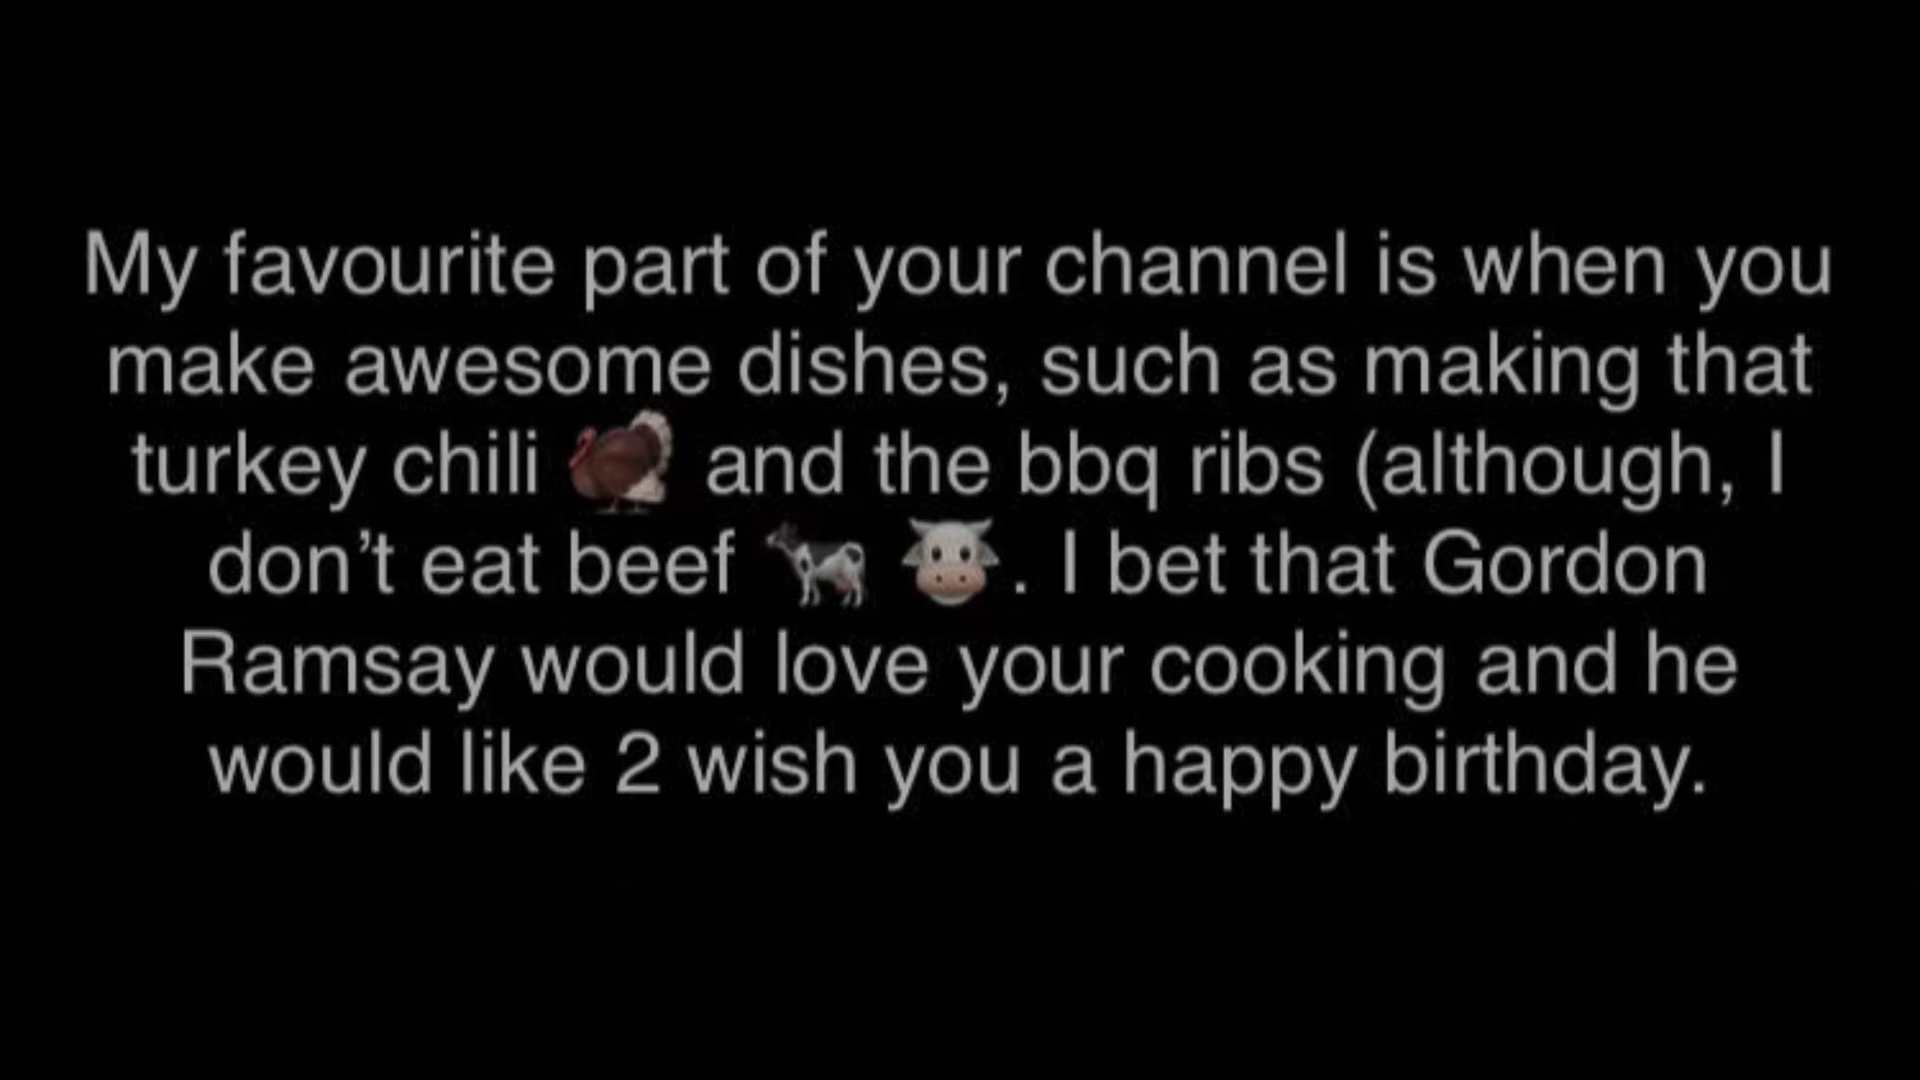 My favourite part of your channel is when you
make awesome dishes, such as making that
turkey chili 🦃 and the bbq ribs (although, I
don’t eat beef 🐄 🐮. I bet that Gordon
Ramsay would love your cooking and he
would like 2 wish you a happy birthday.